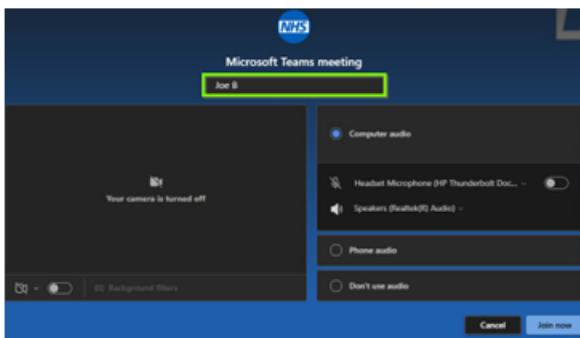 NHS
Microsoft Teams meeting
Joe B
Your camera is turned off
Background filters
Computer audio
Headset Microphone (HP Thunderbolt Doc...
Speakers (Realtek(R) Audio)
Phone audio
Don't use audio
Cancel
Join now